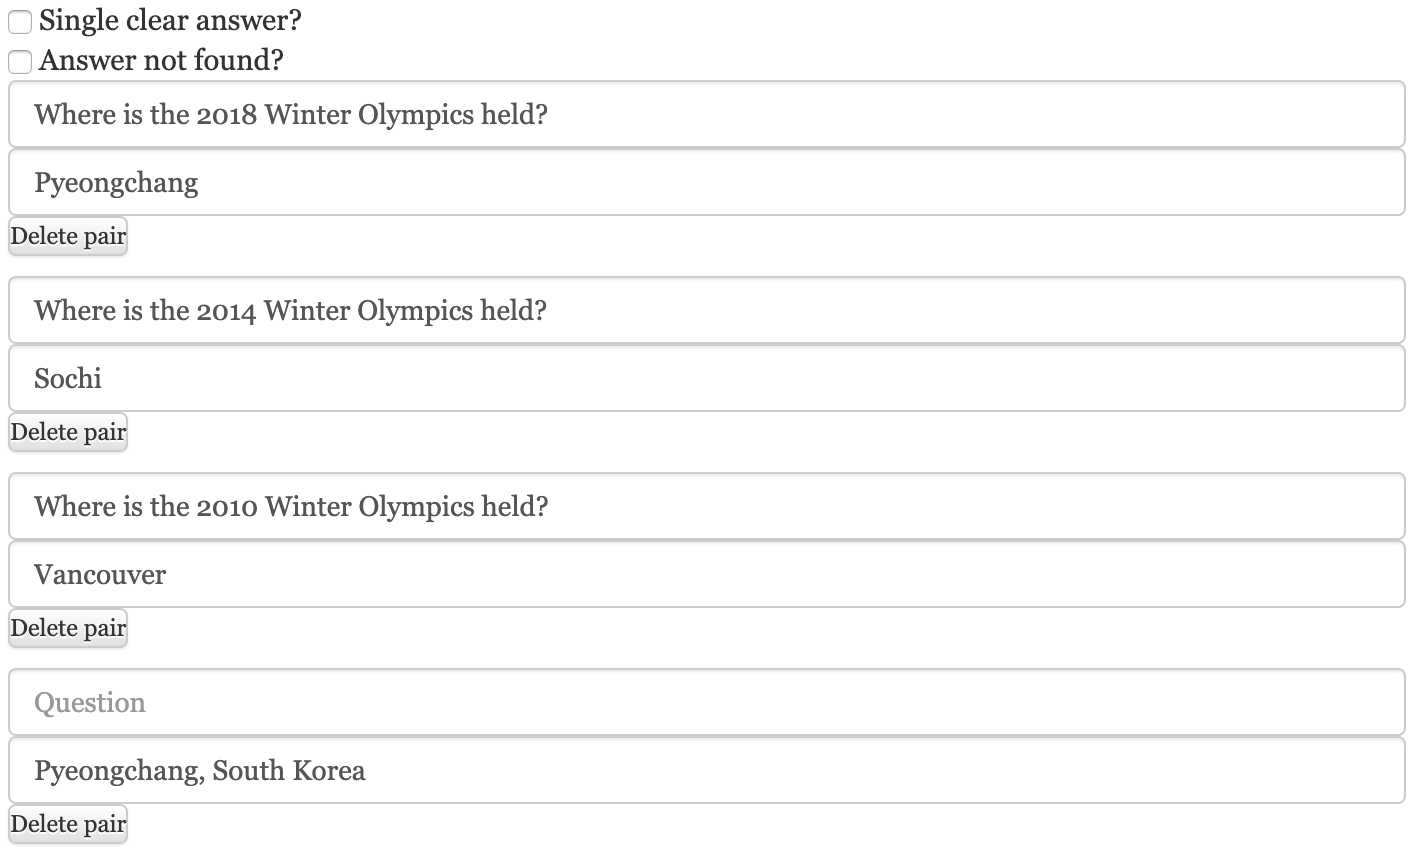 Single clear answer?
Answer not found?
Where is the 2018 Winter Olympics held?
Pyeongchang
Delete pair
Where is the 2014 Winter Olympics held?
Sochi
Delete pair
Where is the 2010 Winter Olympics held?
Vancouver
Delete pair
Question
Pyeongchang, South Korea
Delete pair